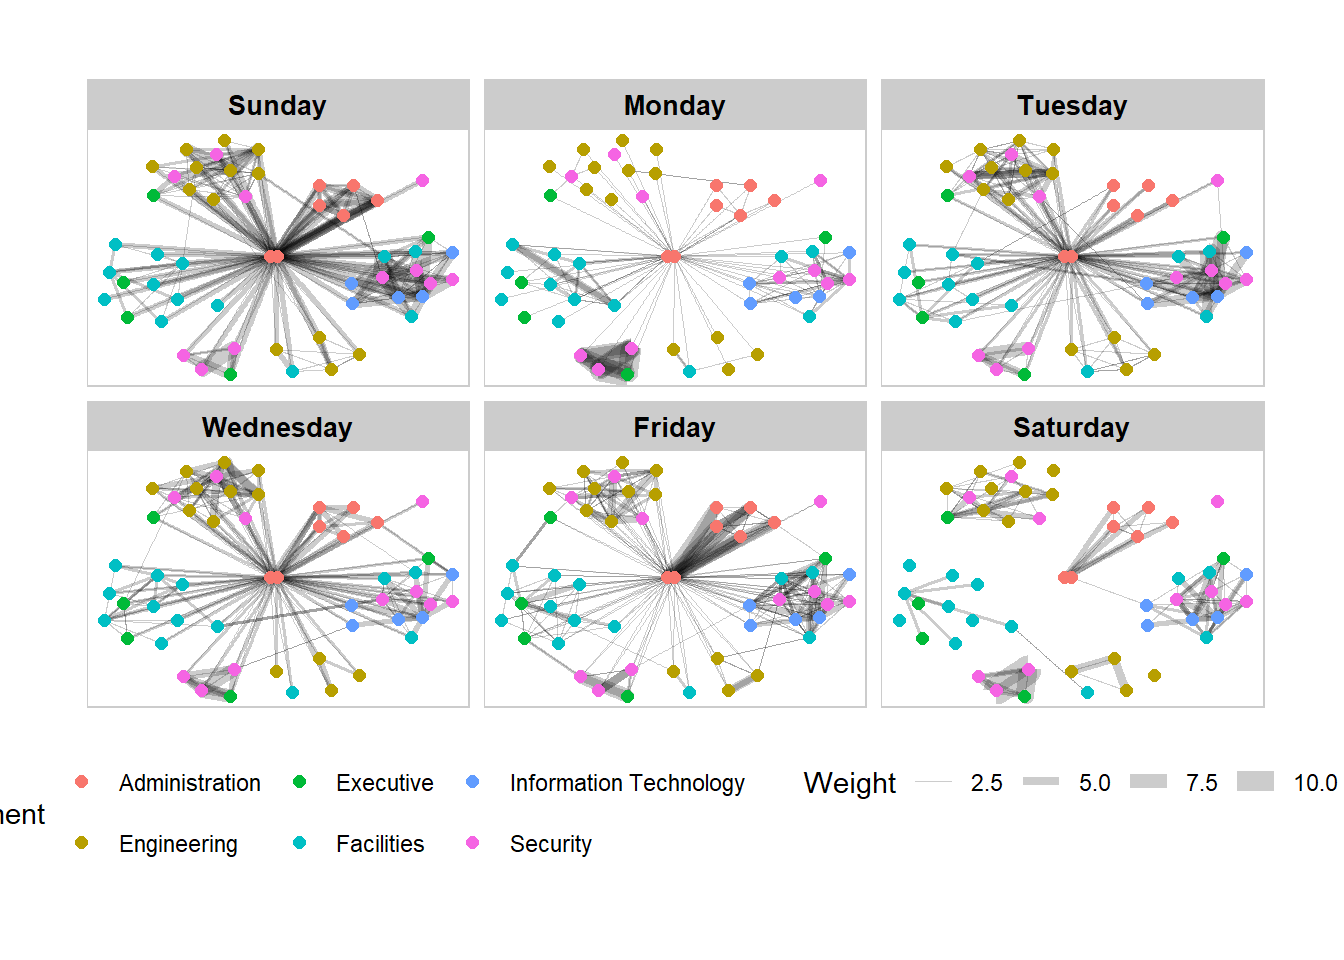 Sunday
Monday
Tuesday
Wednesday
Friday
Saturday
Administration Executive Information Technology Weight 2.5 5.0 7.5 10.0
Engineering Facilities Security